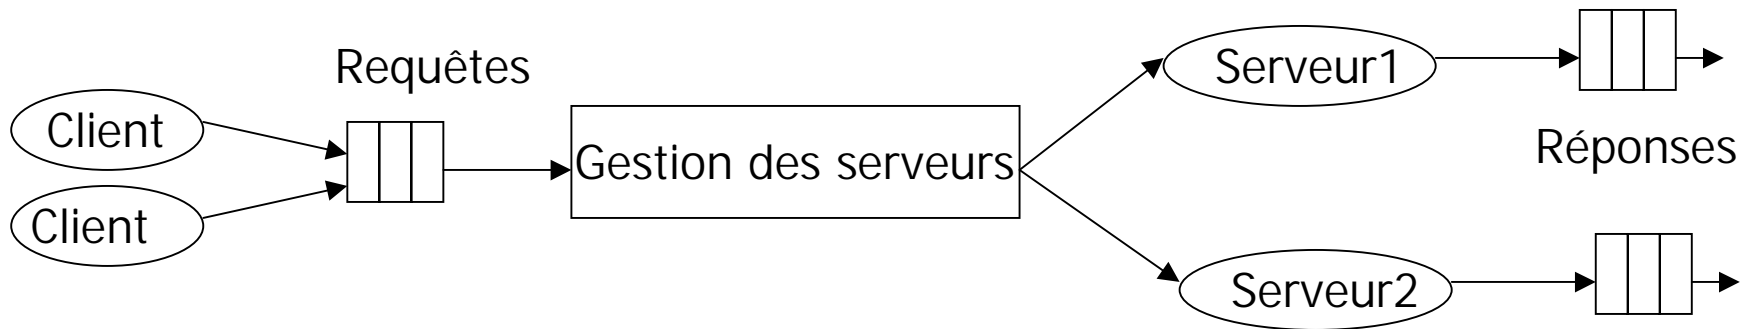 Requêtes
Client
Client
Gestion des serveurs
Serveur1
Réponses
Serveur2